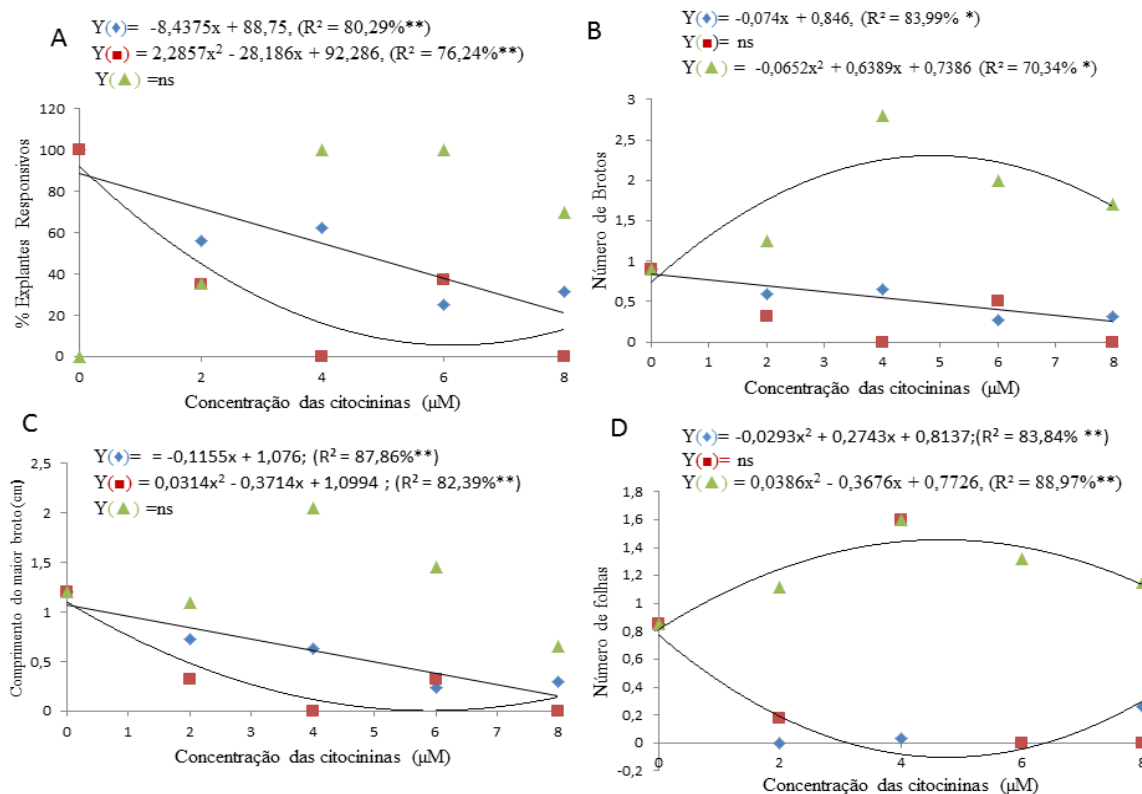 A
Y(◆)= -8,4375x + 88,75, (R² = 80,29%**)
Y(■) = 2,2857x² - 28,186x + 92,286, (R² = 76,24%**)
Y(▲) =ns
% Explantes Responsivos
120
100
80
60
40
20
0
0 2 4 6 8
Concentração das citocininas (µM)
B
Y(◆)= -0,074x + 0,846, (R² = 83,99% *)
Y(■)= ns
Y(▲) = -0,0652x² + 0,6389x + 0,7386 (R² = 70,34% *)
Número de Brotos
3
2,5
2
1,5
1
0,5
0
0 1 2 3 4 5 6 7 8
Concentração das citocininas (µM)
C
Y(◆) = = -0,1155x + 1,076; (R² = 87,86%**)
Y(■) = 0,0314x² - 0,3714x + 1,0994 ; (R² = 82,39%**)
Y(▲) =ns
Comprimento do maior broto (cm)
2,5
2
1,5
1
0,5
0
0 1 2 3 4 5 6 7 8
Concentração das citocininas (µM)
D
Y(◆)= -0,0293x² + 0,2743x + 0,8137;(R² = 83,84% **)
Y(■)= ns
Y(▲)= 0,0386x² - 0,3676x + 0,7726, (R² = 88,97%**)
Número de folhas
1,8
1,6
1,4
1,2
1
0,8
0,6
0,4
0,2
0
-0,2
0 2 4 6 8
Concentração das citocininas (µM)